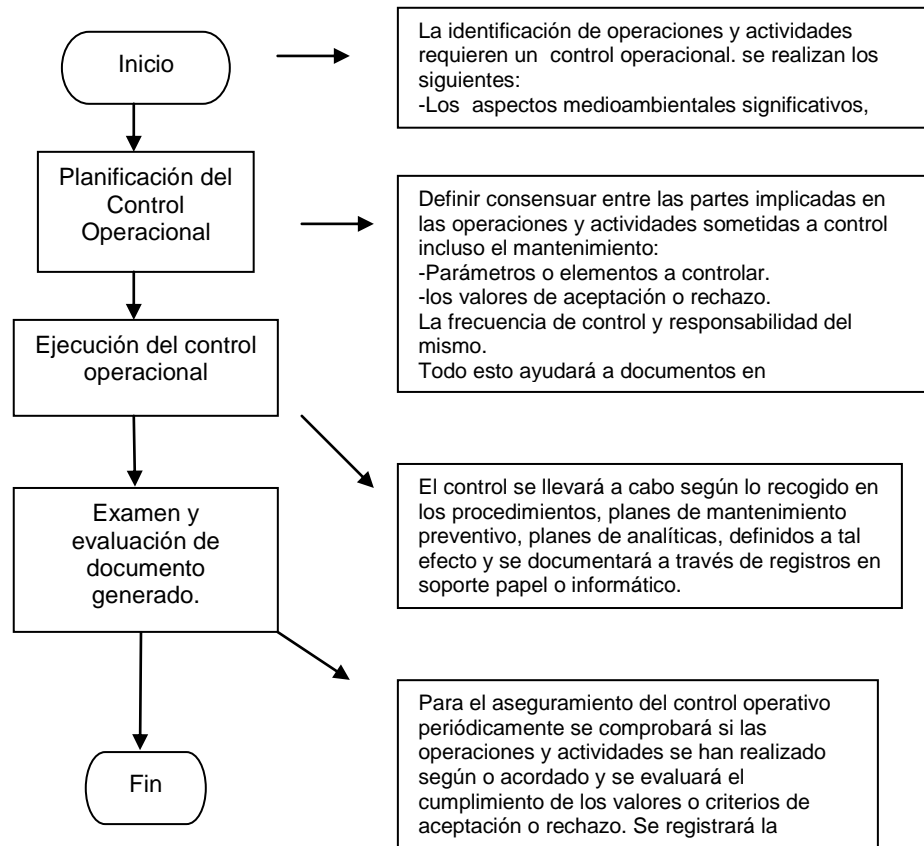 Inicio
La identificación de operaciones y actividades
requieren un control operacional. se realizan los
siguientes:
-Los aspectos medioambientales significativos,
Planificación del
Control
Operacional
Definir consensuar entre las partes implicadas en
las operaciones y actividades sometidas a control
incluso el mantenimiento:
-Parámetros o elementos a controlar.
-los valores de aceptación o rechazo.
La frecuencia de control y responsabilidad del
mismo.
Todo esto ayudará a documentos en
Ejecución del control
operacional
El control se llevará a cabo según lo recogido en
los procedimientos, planes de mantenimiento
preventivo, planes de analíticas, definidos a tal
efecto y se documentará a través de registros en
soporte papel o informático.
Examen y
evaluación de
documento
generado.
Para el aseguramiento del control operativo
periódicamente se comprobará si las
operaciones y actividades se han realizado
según o acordado y se evaluará el
cumplimiento de los valores o criterios de
aceptación o rechazo. Se registrará la
Fin